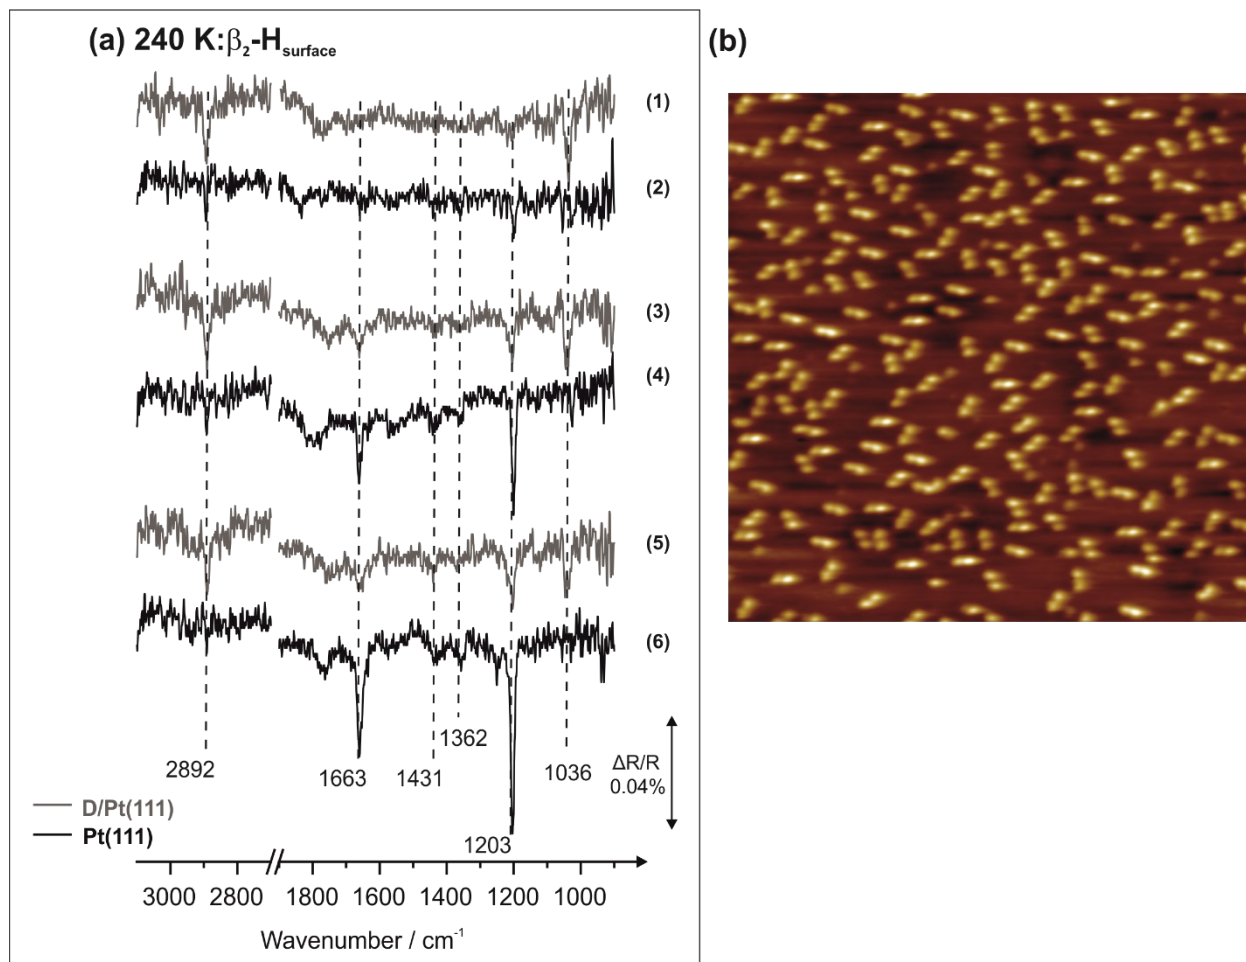 (a) 240 K:β₂-H_surface
(b)
(1)
(2)
(3)
(4)
(5)
(6)
2892
1663
1431
1362
1203
1036
ΔR/R
0.04%
D/Pt(111)
Pt(111)
3000 2800 1800 1600 1400 1200 1000
Wavenumber / cm⁻¹